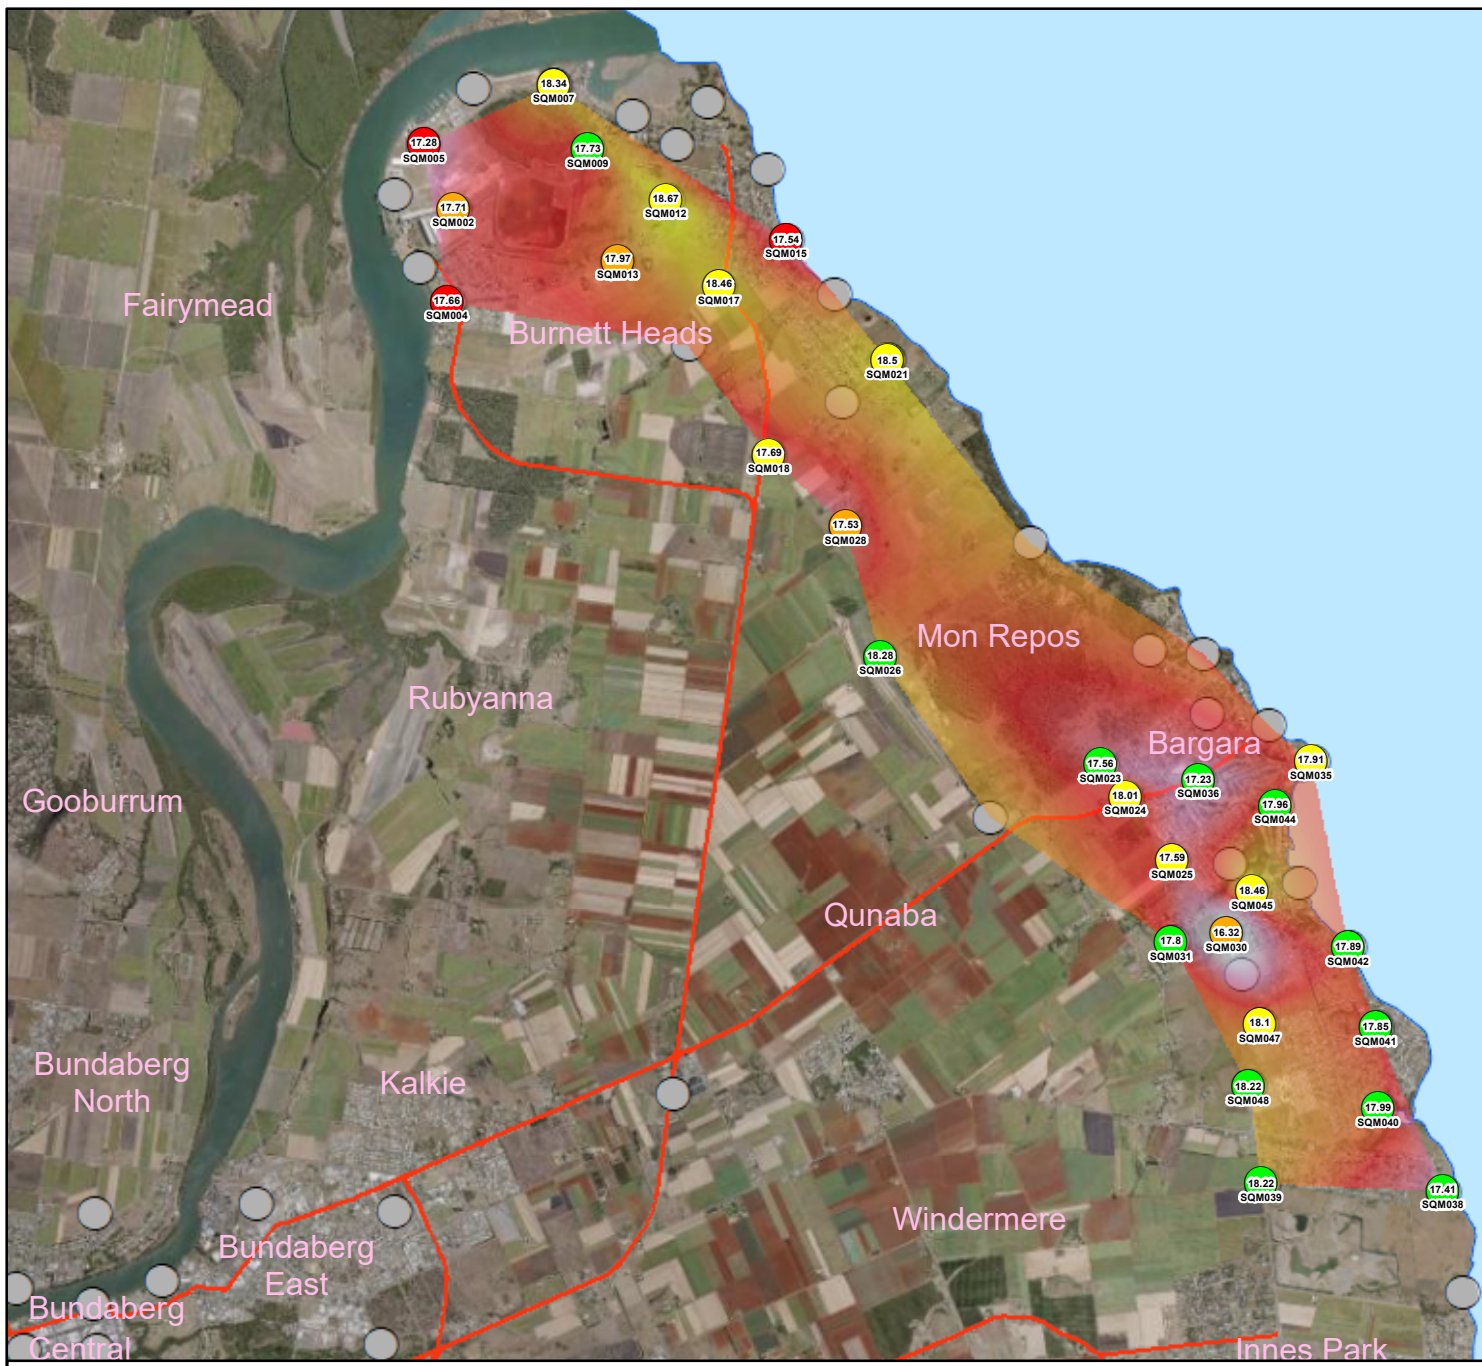 18.34
SQM007
17.28
SQM005
17.73
SQM009
17.71
SQM002
18.67
SQM012
17.54
SQM015
17.97
SQM013
18.46
SQM017
17.66
SQM004
Fairymead
Burnett Heads
18.5
SQM021
17.69
SQM018
17.53
SQM028
Mon Repos
18.28
SQM026
Rubyanna
Bargara
17.91
SQM035
17.56
SQM023
17.23
SQM036
18.01
SQM024
17.96
SQM044
Gooburrum
17.59
SQM025
18.46
SQM045
Qunaba
16.32
SQM030
17.8
SQM031
17.89
SQM042
18.1
SQM047
17.85
SQM041
Bundaberg
North
Kalkie
18.22
SQM048
17.99
SQM040
18.22
SQM039
17.41
SQM038
Windermere
Bundaberg
East
Bundaberg
Central
Innes Park